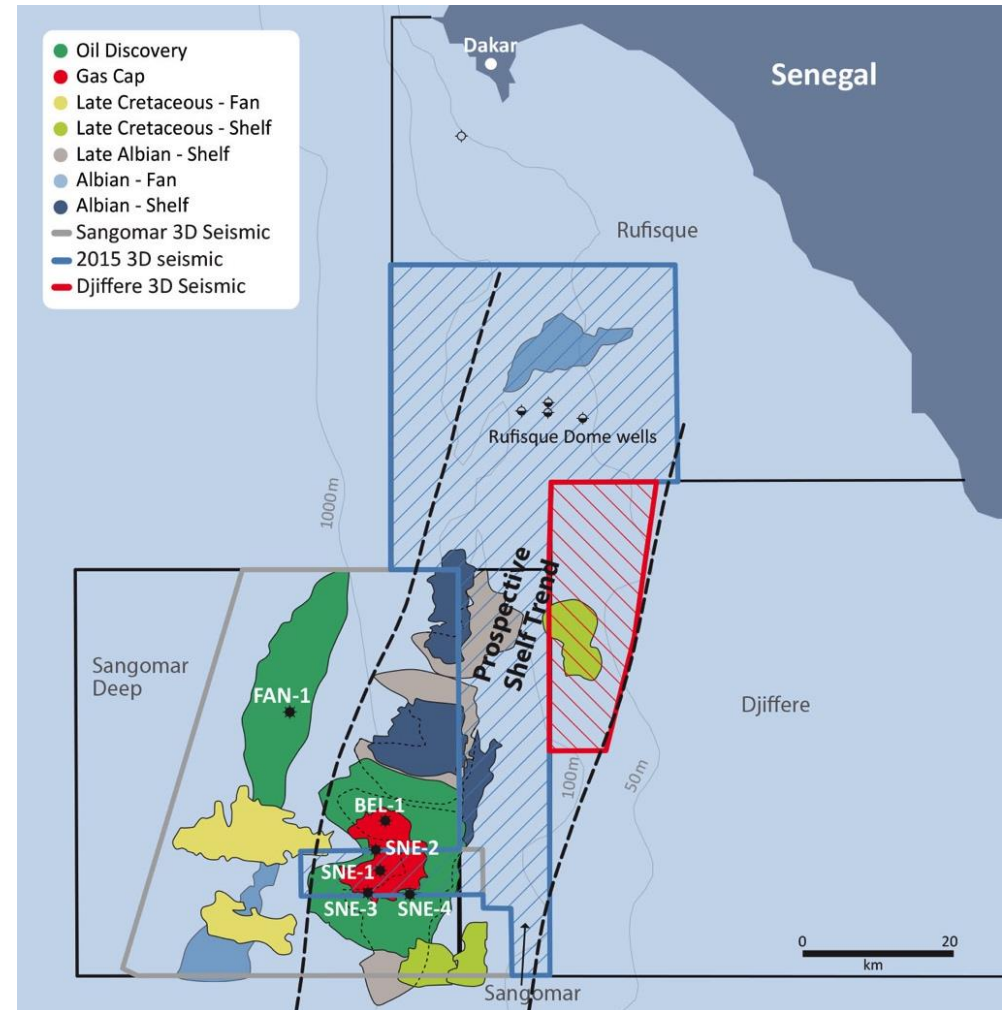 Oil Discovery
Gas Cap
Late Cretaceous - Fan
Late Cretaceous - Shelf
Late Albian - Shelf
Albian - Fan
Albian - Shelf
Sangomar 3D Seismic
2015 3D seismic
Djiffere 3D Seismic
Dakar
Senegal
Rufisque
Rufisque Dome wells
1000m
Prospective
Shelf Trend
Sangomar
Deep
FAN-1
Djiffere
100m
50m
BEL-1
SNE-2
SNE-1
SNE-3
SNE-4
0 20
km
Sangomar